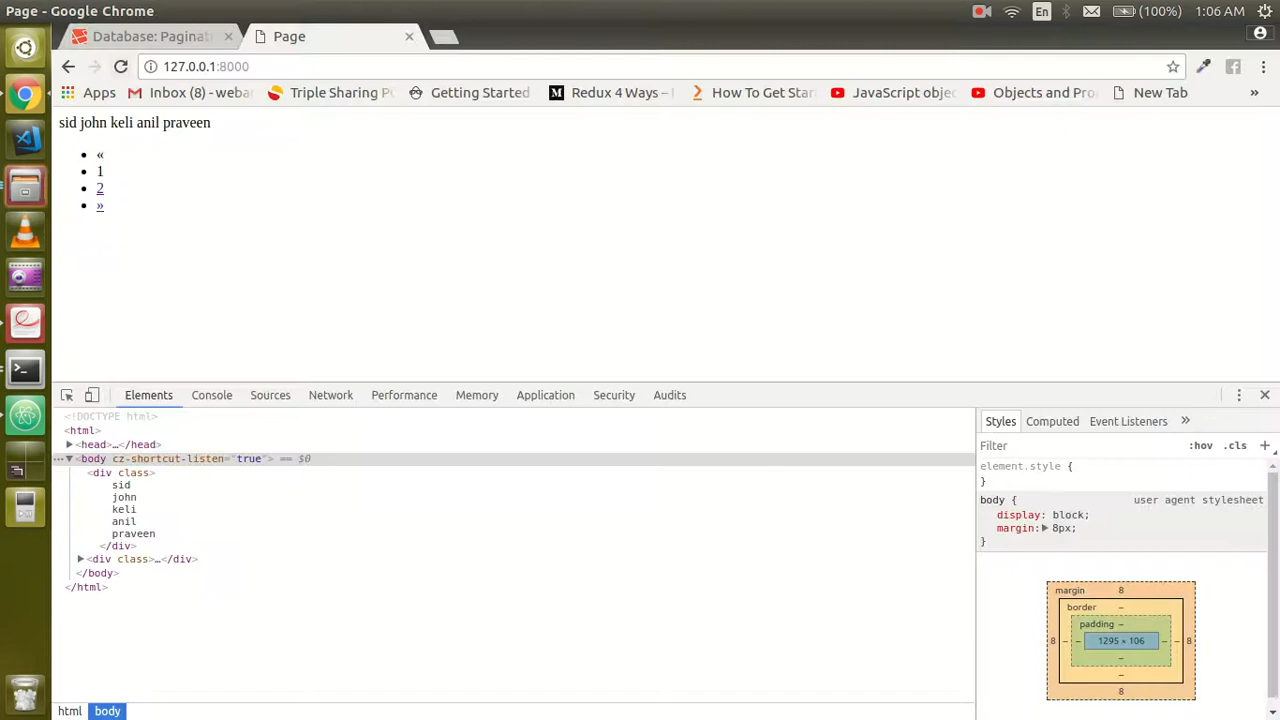 Page - Google Chrome
En
(100%)
1:06 AM
Database: Paginat
Page
127.0.0.1:8000
Apps
Inbox (8) - weba
Triple Sharing P
Getting Started
Redux 4 Ways –
How To Get Star
JavaScript objec
Objects and Pro
New Tab
»
sid john keli anil praveen
«
1
2
»
Elements
Console
Sources
Network
Performance
Memory
Application
Security
Audits
<!DOCTYPE html>
<html>
<head>…</head>
<body cz-shortcut-listen="true"> == $0
<div class>
sid
john
keli
anil
praveen
</div>
<div class>…</div>
</body>
</html>
html body
Styles
Computed
Event Listeners
»
Filter
:hov
.cls
+
element.style {
}
body {
user agent stylesheet
display: block;
margin: 8px;
}
margin
8
border
–
padding
–
8 – – 1295 × 106 – – 8
–
–
8